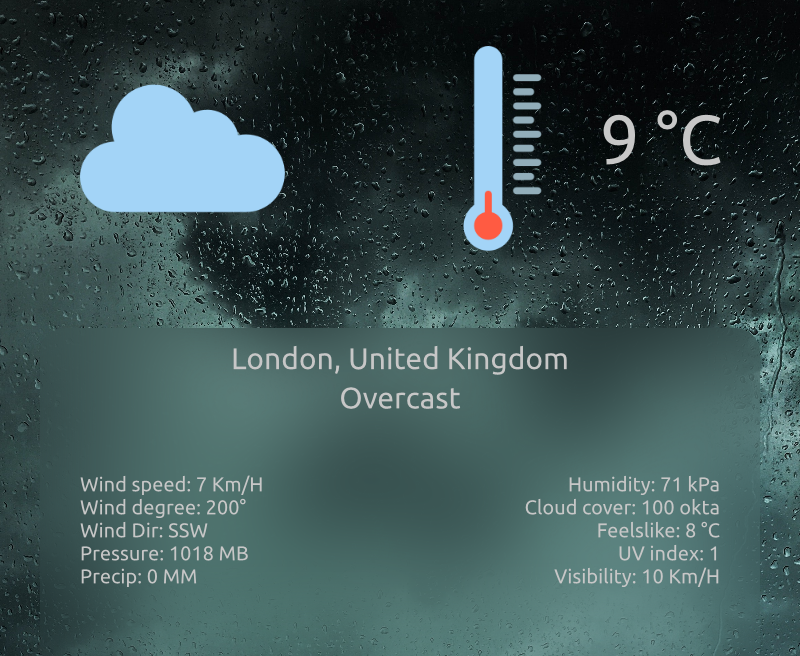 9 °C
London, United Kingdom
Overcast
Wind speed: 7 Km/H
Wind degree: 200°
Wind Dir: SSW
Pressure: 1018 MB
Precip: 0 MM
Humidity: 71 kPa
Cloud cover: 100 okta
Feelslike: 8 °C
UV index: 1
Visibility: 10 Km/H